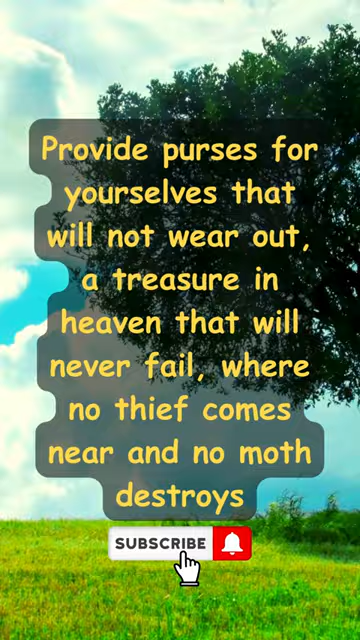 Provide purses for
yourselves that
will not wear out,
a treasure in
heaven that will
never fail, where
no thief comes
near and no moth
destroys
SUBSCRIBE